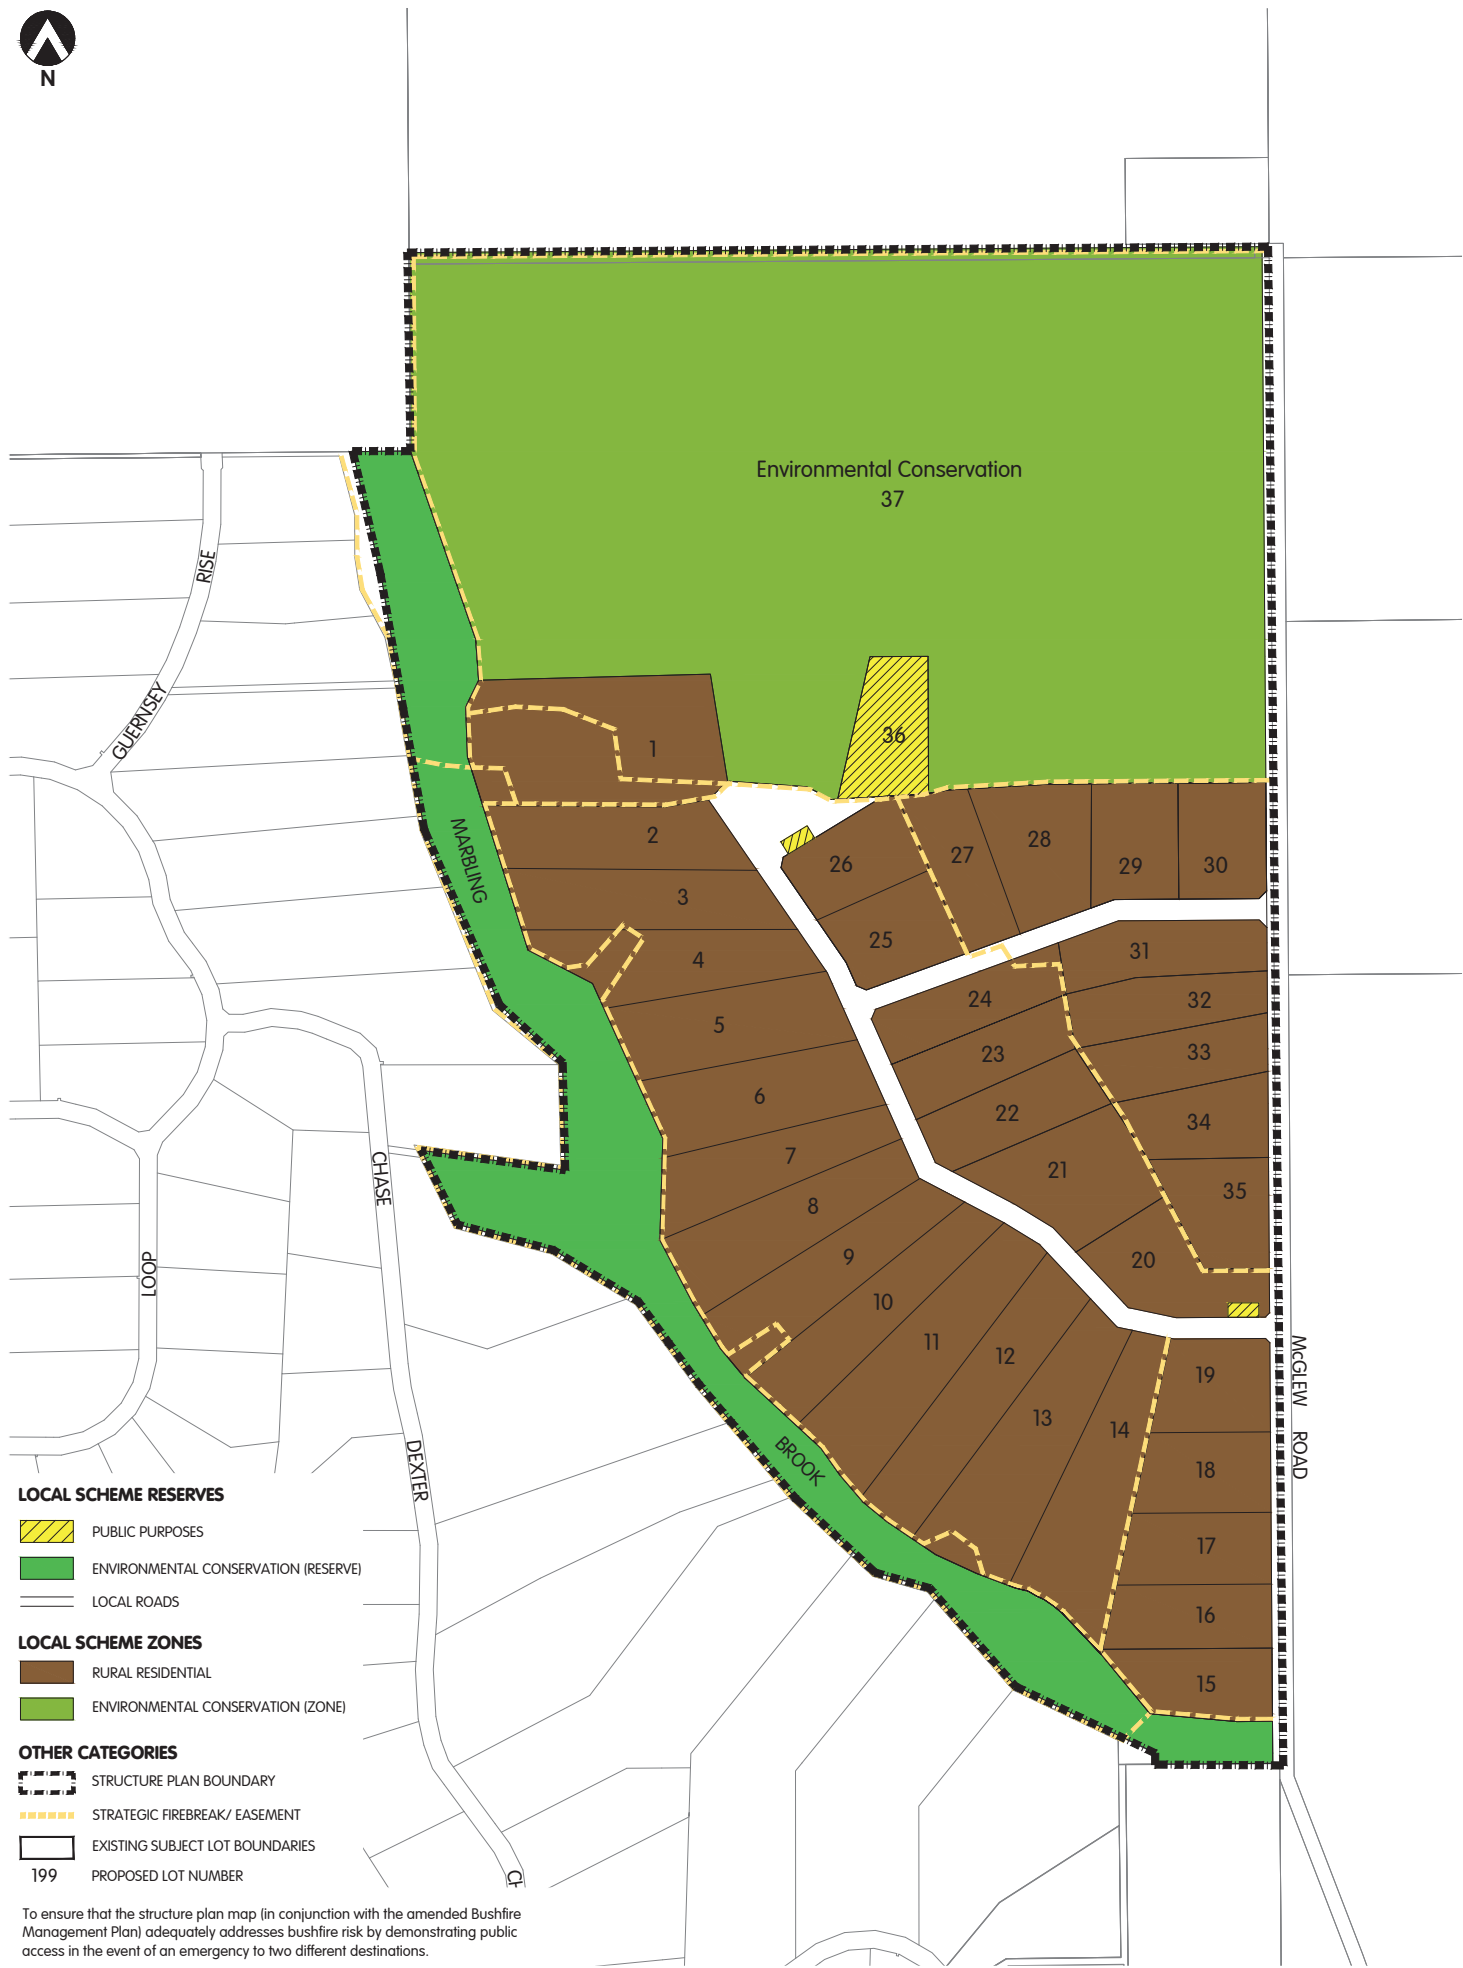 N
Environmental Conservation
37
RISE
GUERNSEY
36
1
MARBLING
2
26
27
28
29
30
3
25
4
31
24
32
5
23
33
6
22
34
7
21
35
CHASE
8
20
9
LOOP
10
11
12
McGLEW ROAD
19
13
14
BROOK
18
DEXTER
17
16
15
CH
LOCAL SCHEME RESERVES
PUBLIC PURPOSES
ENVIRONMENTAL CONSERVATION (RESERVE)
LOCAL ROADS
LOCAL SCHEME ZONES
RURAL RESIDENTIAL
ENVIRONMENTAL CONSERVATION (ZONE)
OTHER CATEGORIES
STRUCTURE PLAN BOUNDARY
STRATEGIC FIREBREAK/ EASEMENT
EXISTING SUBJECT LOT BOUNDARIES
199 PROPOSED LOT NUMBER
To ensure that the structure plan map (in conjunction with the amended Bushfire
Management Plan) adequately addresses bushfire risk by demonstrating public
access in the event of an emergency to two different destinations.